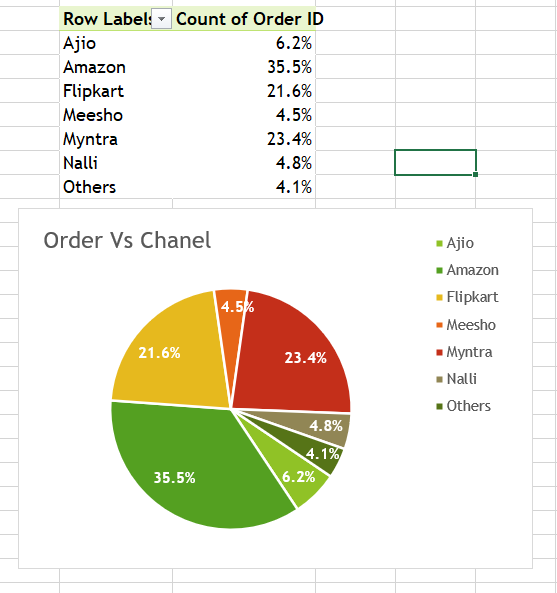 Row Labels Count of Order ID
Ajio 6.2%
Amazon 35.5%
Flipkart 21.6%
Meesho 4.5%
Myntra 23.4%
Nalli 4.8%
Others 4.1%
Order Vs Chanel
Ajio
Amazon
Flipkart
Meesho
Myntra
Nalli
Others
4.5%
21.6%
23.4%
4.8%
4.1%
35.5%
6.2%